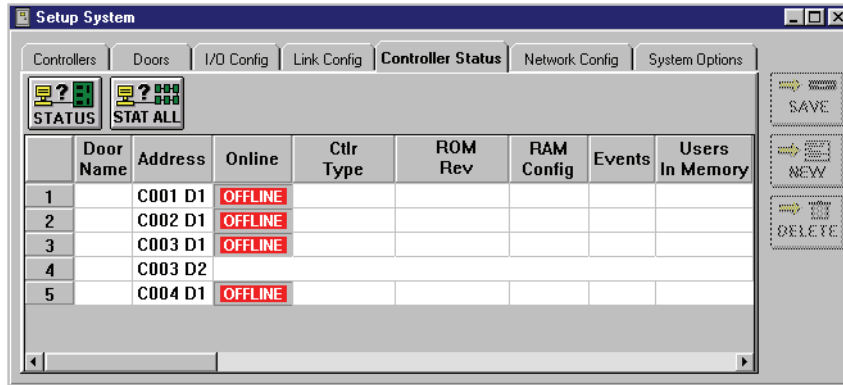 Setup System
Controllers Doors I/O Config Link Config Controller Status Network Config System Options
STATUS STAT ALL
SAVE
NEW
DELETE
Door Name Address Online Ctlr Type ROM Rev RAM Config Events Users In Memory
1 C001 D1 OFFLINE
2 C002 D1 OFFLINE
3 C003 D1 OFFLINE
4 C003 D2
5 C004 D1 OFFLINE